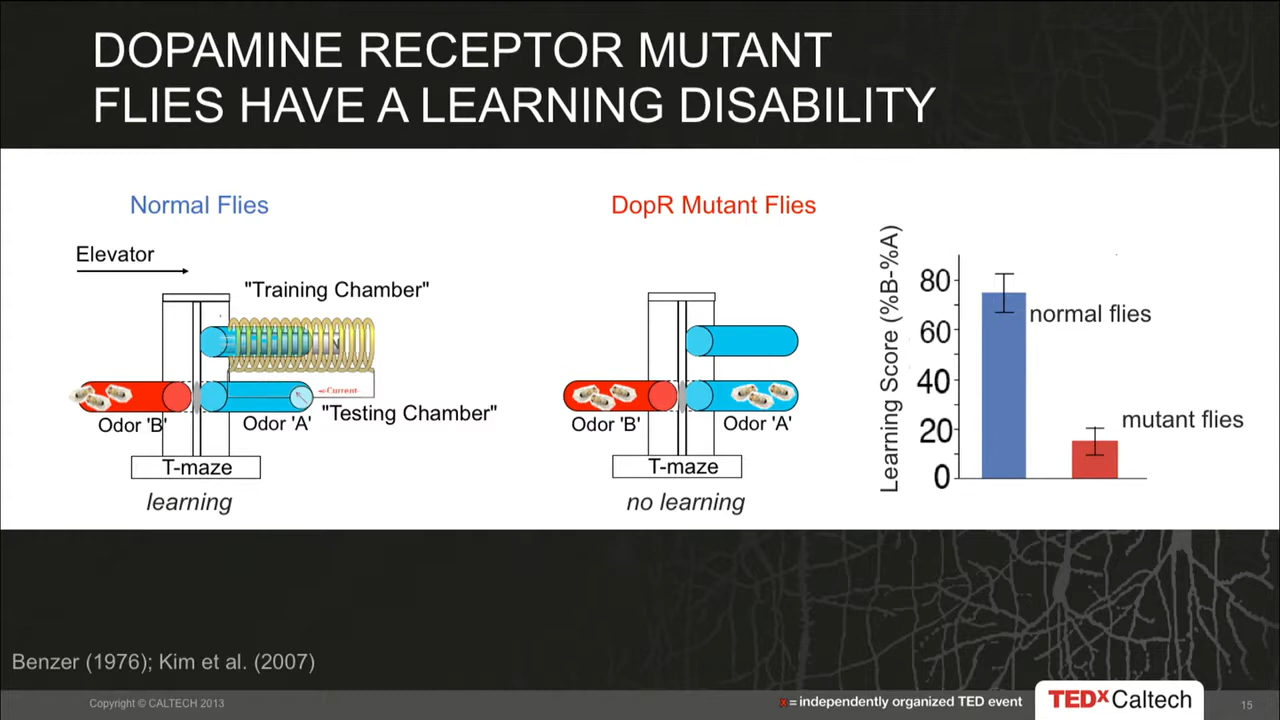 DOPAMINE RECEPTOR MUTANT
FLIES HAVE A LEARNING DISABILITY
Normal Flies
Elevator
"Training Chamber"
Current
"Testing Chamber"
Odor 'B'
Odor 'A'
T-maze
learning
DopR Mutant Flies
Odor 'B'
Odor 'A'
T-maze
no learning
Learning Score (%B-%A)
80
60
40
20
0
normal flies
mutant flies
Benzer (1976); Kim et al. (2007)
Copyright © CALTECH 2013
x = independently organized TED event
TEDxCaltech
15